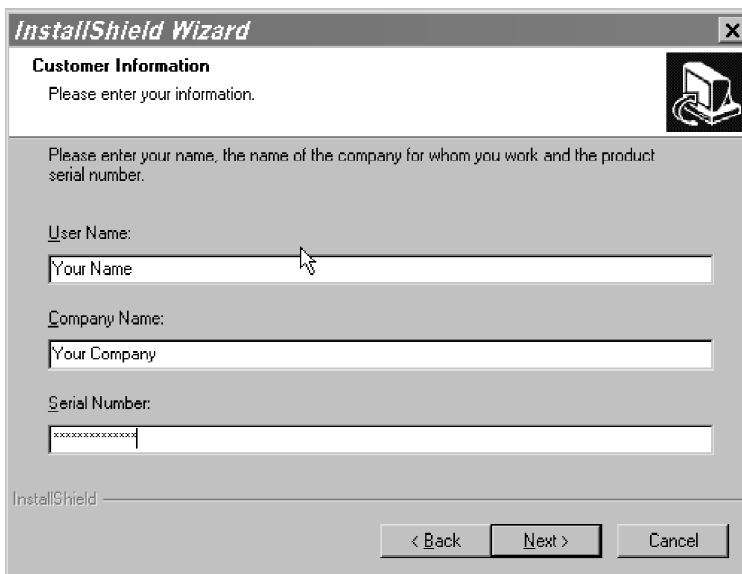 InstallShield Wizard
Customer Information
Please enter your information.
Please enter your name, the name of the company for whom you work and the product
serial number.
User Name:
Your Name
Company Name:
Your Company
Serial Number:
xxxxxxxxxxxxxx
InstallShield
< Back Next > Cancel